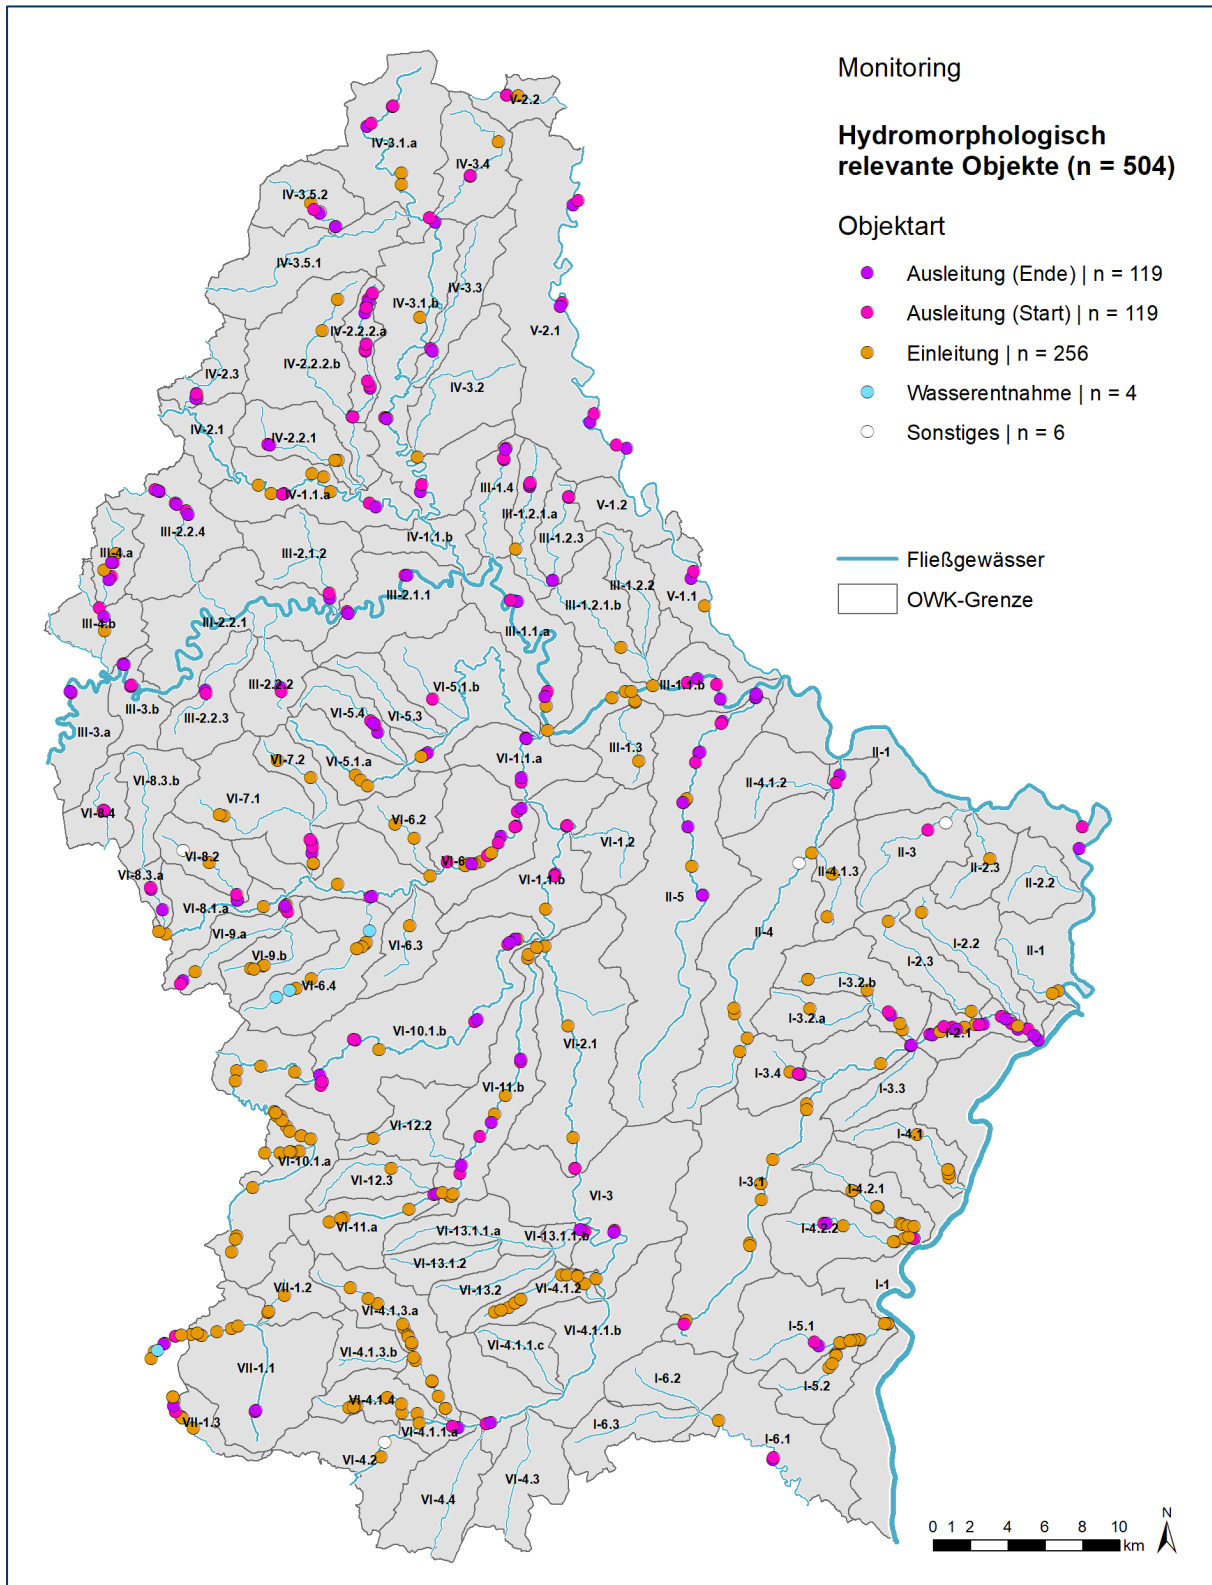 Monitoring
Hydromorphologisch
relevante Objekte (n = 504)
Objektart
Ausleitung (Ende) | n = 119
Ausleitung (Start) | n = 119
Einleitung | n = 256
Wasserentnahme | n = 4
Sonstiges | n = 6
Fließgewässer
OWK-Grenze
V-2.2
IV-3.1.a
IV-3.4
IV-3.5.2
IV-3.5.1
IV-3.3
IV-3.1.b
IV-2.2.2.a
V-2.1
IV-2.2.2.b
IV-2.3
IV-3.2
IV-2.1
IV-2.2.1
III-1.4
IV-1.1.a
III-1.2.1.a
V-1.2
III-2.2.4
IV-1.1.b
III-1.2.3
III-4.a
III-2.1.2
III-1.2.2
III-2.1.1
V-1.1
III-1.2.1.b
III-4.b
III-2.2.1
III-1.1.a
III-2.2.2
VI-5.1.b
III-1.1.b
III-3.b
VI-5.4
VI-5.3
III-2.2.3
III-3.a
III-1.3
II-1
VI-7.2
VI-5.1.a
VI-1.1.a
VI-8.3.b
II-4.1.2
VI-7.1
VI-8.4
VI-6.2
VI-1.2
II-3
VI-8.2
VI-6
II-2.3
VI-8.3.a
II-4.1.3
VI-1.1.b
II-2.2
II-5
VI-8.1.a
II-4
VI-9.a
I-2.2
VI-6.3
II-1
VI-9.b
I-2.3
VI-6.4
I-3.2.b
I-3.2.a
VI-10.1.b
I-2.1
VI-2.1
I-3.4
VI-11.b
I-3.3
VI-12.2
I-4.1
VI-10.1.a
VI-12.3
I-3.1
I-4.2.1
VI-3
VI-11.a
I-4.2.2
VI-13.1.1.a
VI-13.1.1.b
VI-13.1.2
VII-1.2
VI-13.2
VI-4.1.2
I-1
VI-4.1.3.a
I-5.1
VI-4.1.1.b
VI-4.1.1.c
VI-4.1.3.b
VII-1.1
I-6.2
I-5.2
VI-4.1.4
VII-1.3
I-6.3
VI-4.1.1.a
I-6.1
VI-4.2
VI-4.3
VI-4.4
N
0 1 2 4 6 8 10
km